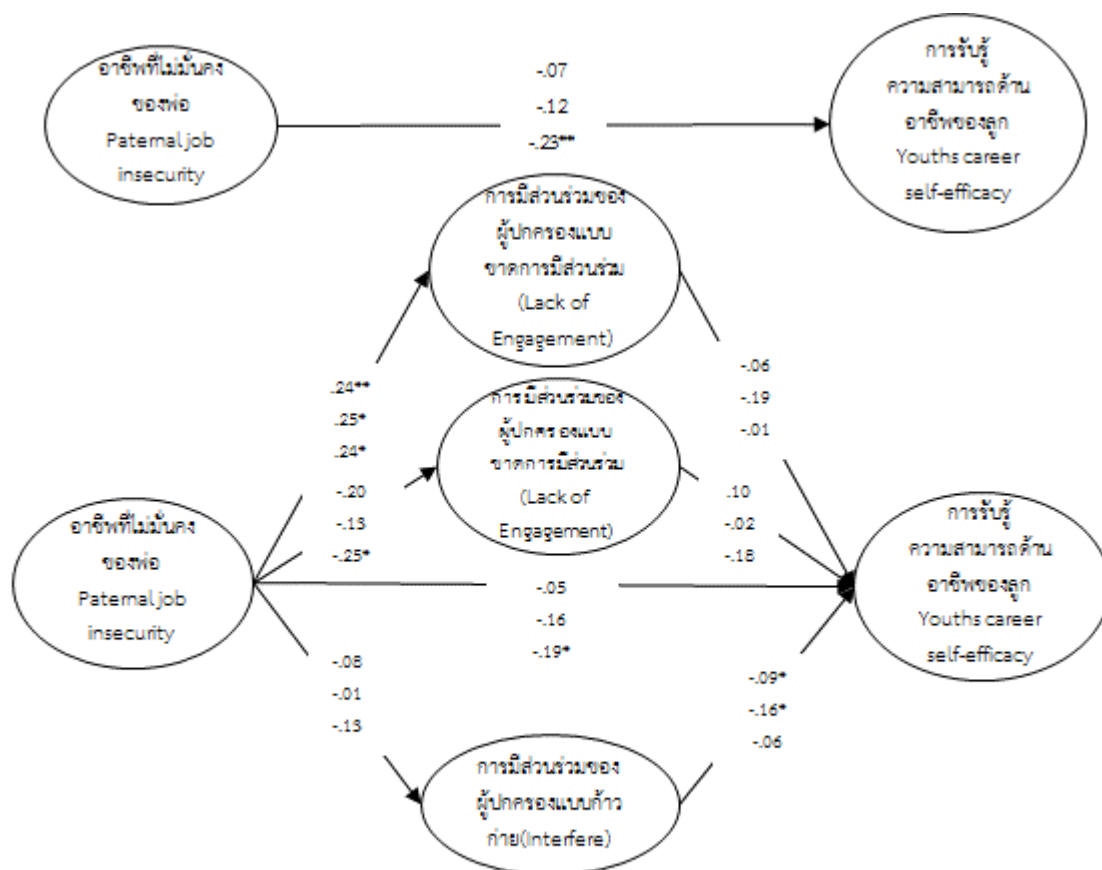 อาชีพที่ไม่มั่นคง
ของพ่อ
Paternal job
insecurity
-.07
-.12
-.23**
การรับรู้
ความสามารถด้าน
อาชีพของลูก
Youths career
self-efficacy
การมีส่วนร่วมของ
ผู้ปกครองแบบ
ขาดการมีส่วนร่วม
(Lack of
Engagement)
.24**
.25*
.24*
-.06
-.19
-.01
การมีส่วนร่วมของ
ผู้ปกครองแบบ
ขาดการมีส่วนร่วม
(Lack of
Engagement)
-.20
-.13
-.25*
.10
-.02
-.18
อาชีพที่ไม่มั่นคง
ของพ่อ
Paternal job
insecurity
-.05
-.16
-.19*
การรับรู้
ความสามารถด้าน
อาชีพของลูก
Youths career
self-efficacy
-.08
-.01
-.13
-.09*
-.16*
-.06
การมีส่วนร่วมของ
ผู้ปกครองแบบก้าว
ก่าย(Interfere)